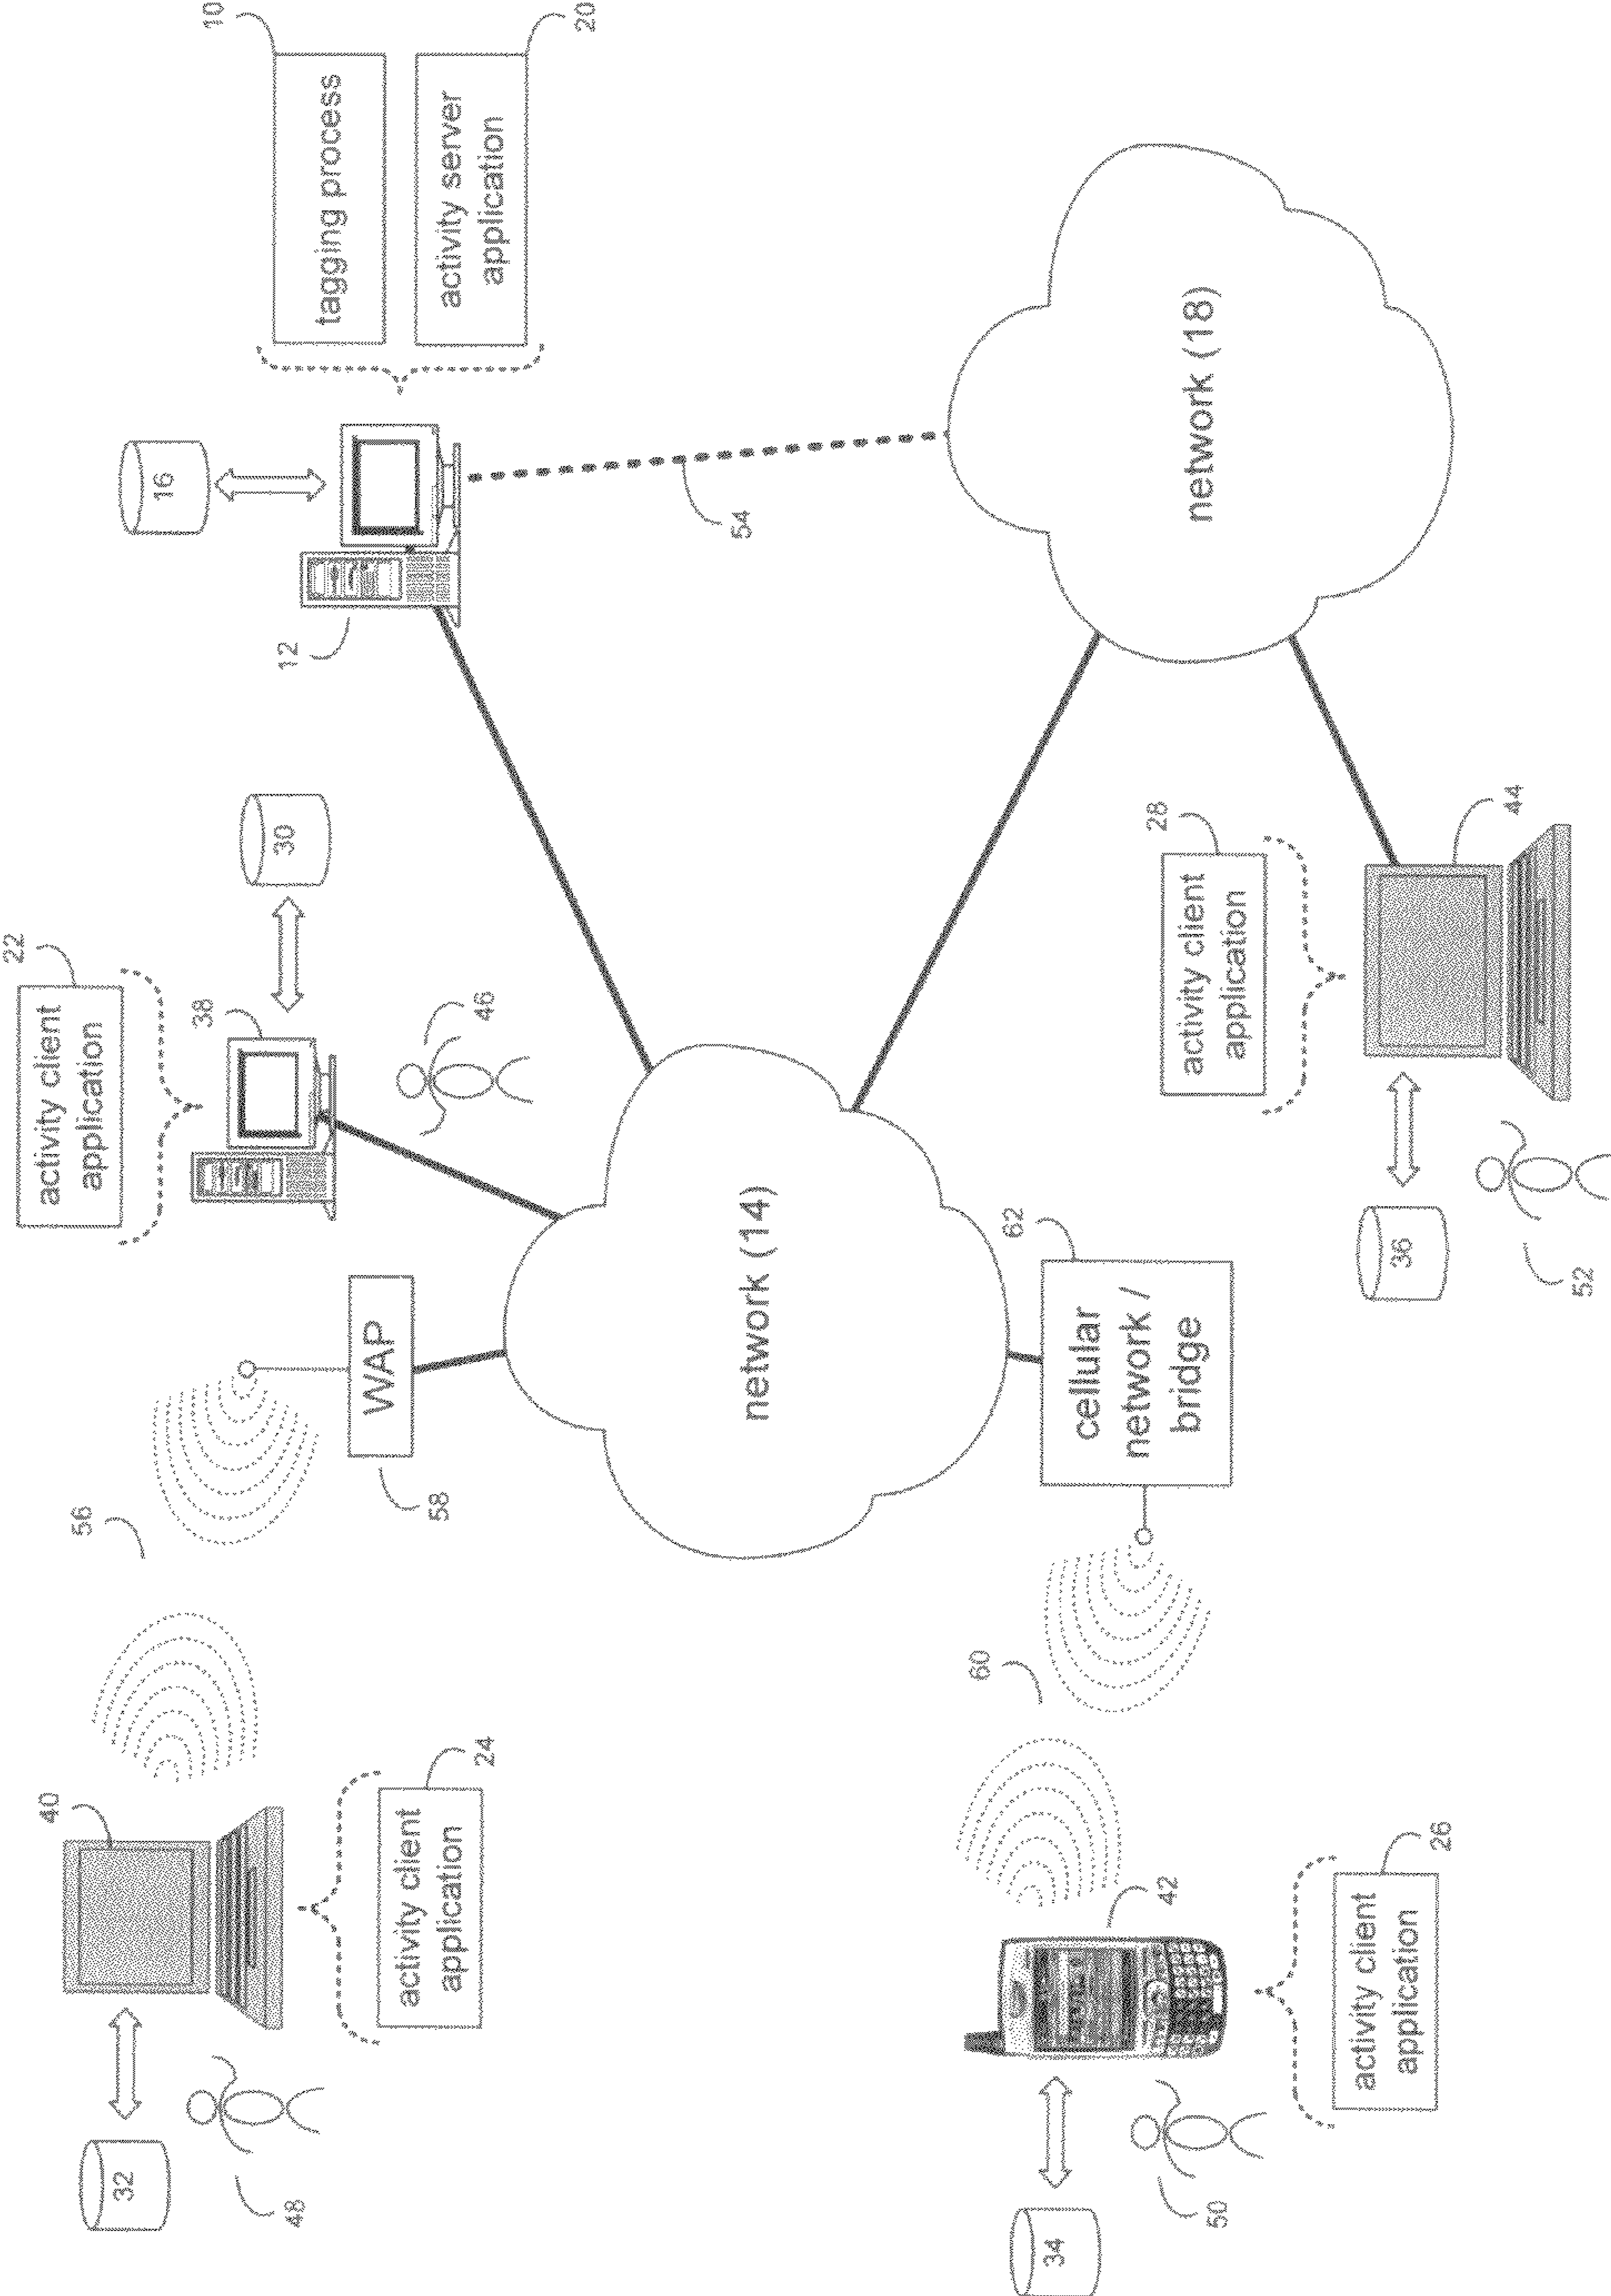 40
32
48
activity client
application
24
56
WAP
58
activity client
application
22
38
30
46
16
12
tagging process
10
activity server
application
20
54
network (14)
network (18)
42
34
50
activity client
application
26
60
cellular
network /
bridge
62
activity client
application
28
44
36
52